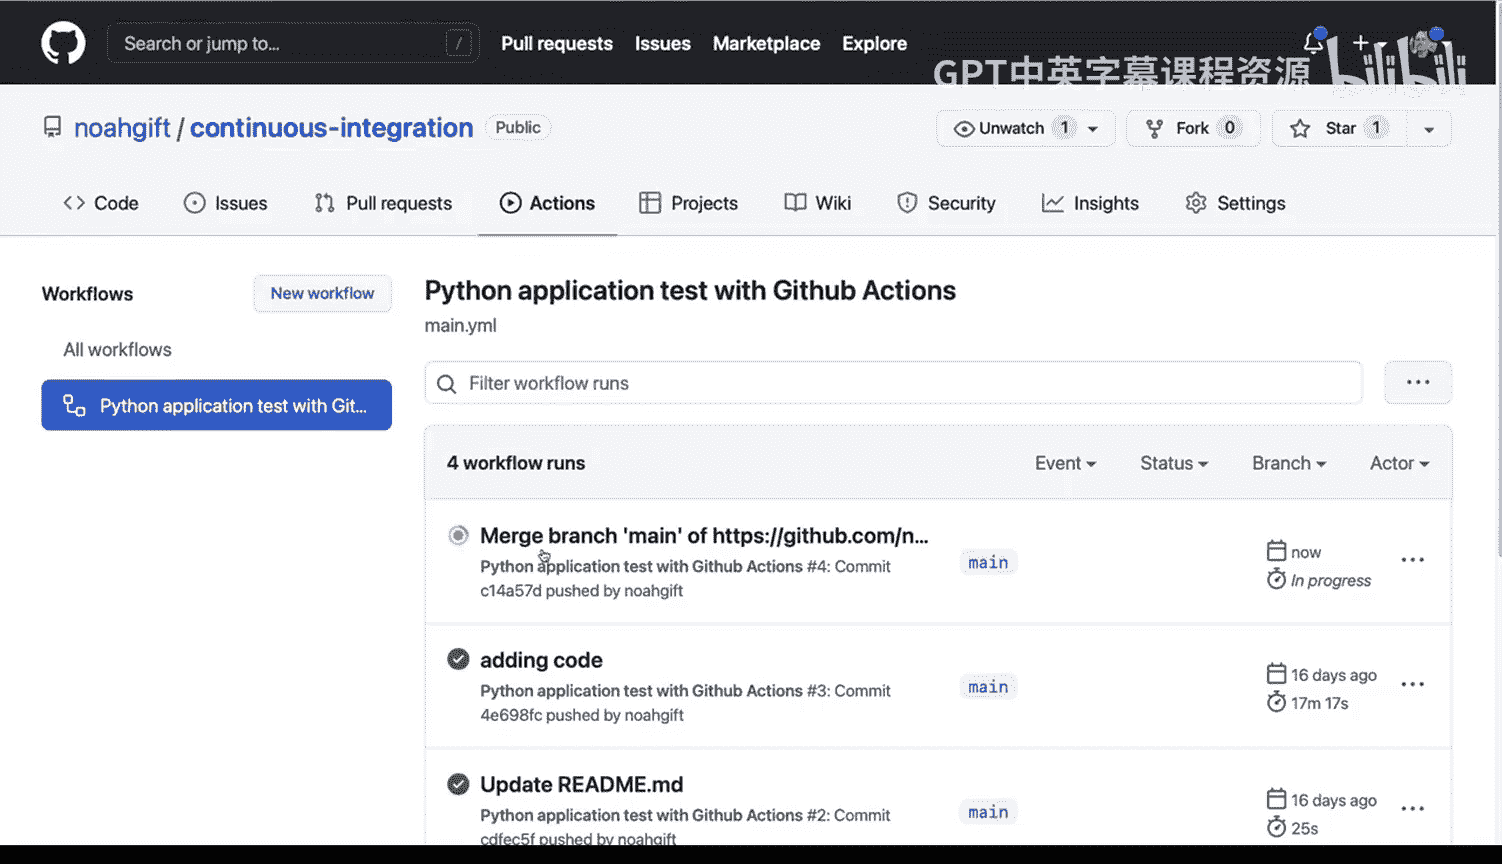 Search or jump to... /
Pull requests Issues Marketplace Explore
GPT中英字幕课程资源 bilibili
noahgift / continuous-integration Public
Unwatch 1 Fork 0 Star 1
Code Issues Pull requests Actions Projects Wiki Security Insights Settings
Workflows
New workflow
All workflows
Python application test with Git...
Python application test with Github Actions
main.yml
Filter workflow runs
4 workflow runs
Event Status Branch Actor
Merge branch 'main' of https://github.com/n...
Python application test with Github Actions #4: Commit
c14a57d pushed by noahgift
main
now
In progress
adding code
Python application test with Github Actions #3: Commit
4e698fc pushed by noahgift
main
16 days ago
17m 17s
Update README.md
Python application test with Github Actions #2: Commit
cdfec5f pushed by noahgift
main
16 days ago
25s